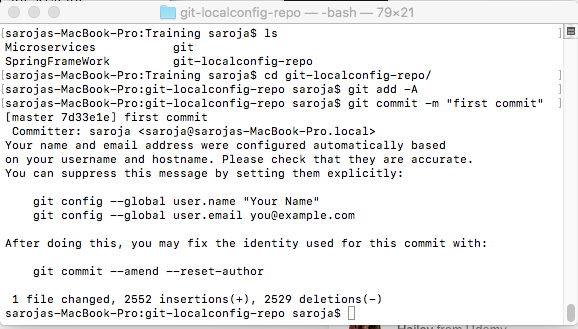 git-localconfig-repo — -bash — 79×21
[sarojas-MacBook-Pro:Training saroja$ ls ]
Microservices git
SpringFrameWork git-localconfig-repo
[sarojas-MacBook-Pro:Training saroja$ cd git-localconfig-repo/ ]
[sarojas-MacBook-Pro:git-localconfig-repo saroja$ git add -A ]
[sarojas-MacBook-Pro:git-localconfig-repo saroja$ git commit -m "first commit" ]
[master 7d33e1e] first commit
Committer: saroja <saroja@sarojas-MacBook-Pro.local>
Your name and email address were configured automatically based
on your username and hostname. Please check that they are accurate.
You can suppress this message by setting them explicitly:
git config --global user.name "Your Name"
git config --global user.email you@example.com
After doing this, you may fix the identity used for this commit with:
git commit --amend --reset-author
1 file changed, 2552 insertions(+), 2529 deletions(-)
sarojas-MacBook-Pro:git-localconfig-repo saroja$
from Udemy